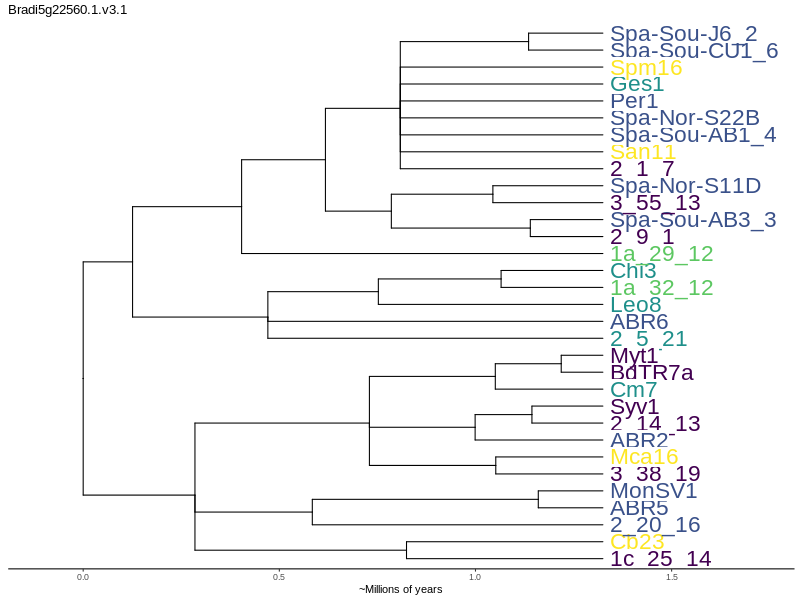 Bradi5g22560.1.v3.1
Spa-Sou-J6_2
Spa-Sou-CU1_6
Spm16
Ges1
Per1
Spa-Nor-S22B
Spa-Sou-AB1_4
San11
2_1_7
Spa-Nor-S11D
3_55_13
Spa-Sou-AB3_3
2_9_1
1a_29_12
Chi3
1a_32_12
Leo8
ABR6
2_5_21
Myt1
BdTR7a
Cm7
Syv1
2_14_13
ABR2
Mca16
3_38_19
MonSV1
ABR5
2_20_16
Cb23
1c_25_14
0.0 0.5 1.0 1.5
~Millions of years